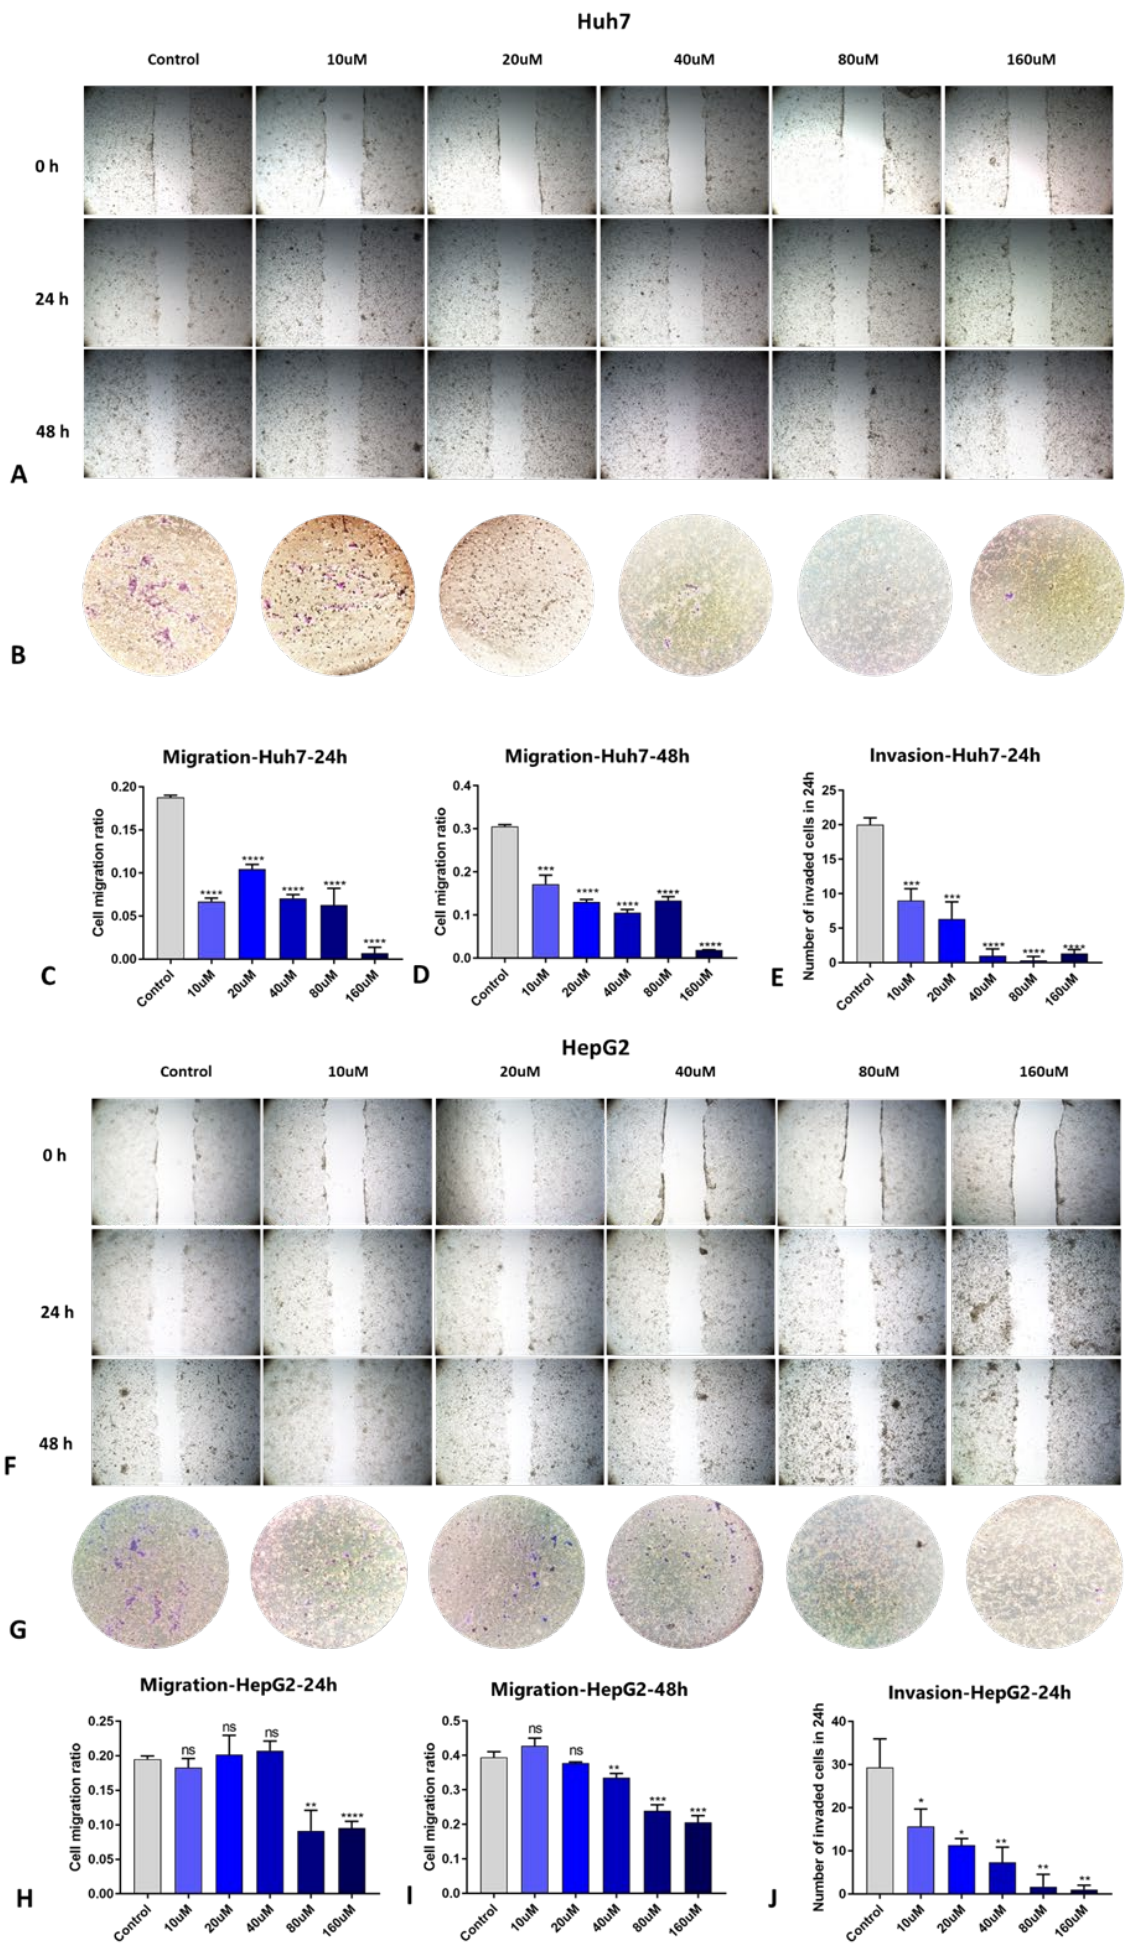 Huh7
Control 10uM 20uM 40uM 80uM 160uM
0 h
24 h
48 h
A
B
Migration-Huh7-24h
Cell migration ratio
0.20
0.15
0.10
0.05
0.00
**** **** **** **** ****
Control 10uM 20uM 40uM 80uM 160uM
C
Migration-Huh7-48h
Cell migration ratio
0.4
0.3
0.2
0.1
0.0
*** **** **** **** ****
Control 10uM 20uM 40uM 80uM 160uM
D
Invasion-Huh7-24h
Number of invaded cells in 24h
25
20
15
10
5
0
*** *** **** **** ****
Control 10uM 20uM 40uM 80uM 160uM
E
HepG2
Control 10uM 20uM 40uM 80uM 160uM
0 h
24 h
48 h
F
G
Migration-HepG2-24h
Cell migration ratio
0.25
0.20
0.15
0.10
0.05
0.00
ns ns ns ** ****
Control 10uM 20uM 40uM 80uM 160uM
H
Migration-HepG2-48h
Cell migration ratio
0.5
0.4
0.3
0.2
0.1
0.0
ns ns ** *** ***
Control 10uM 20uM 40uM 80uM 160uM
I
Invasion-HepG2-24h
Number of invaded cells in 24h
40
30
20
10
0
* * ** ** **
Control 10uM 20uM 40uM 80uM 160uM
J